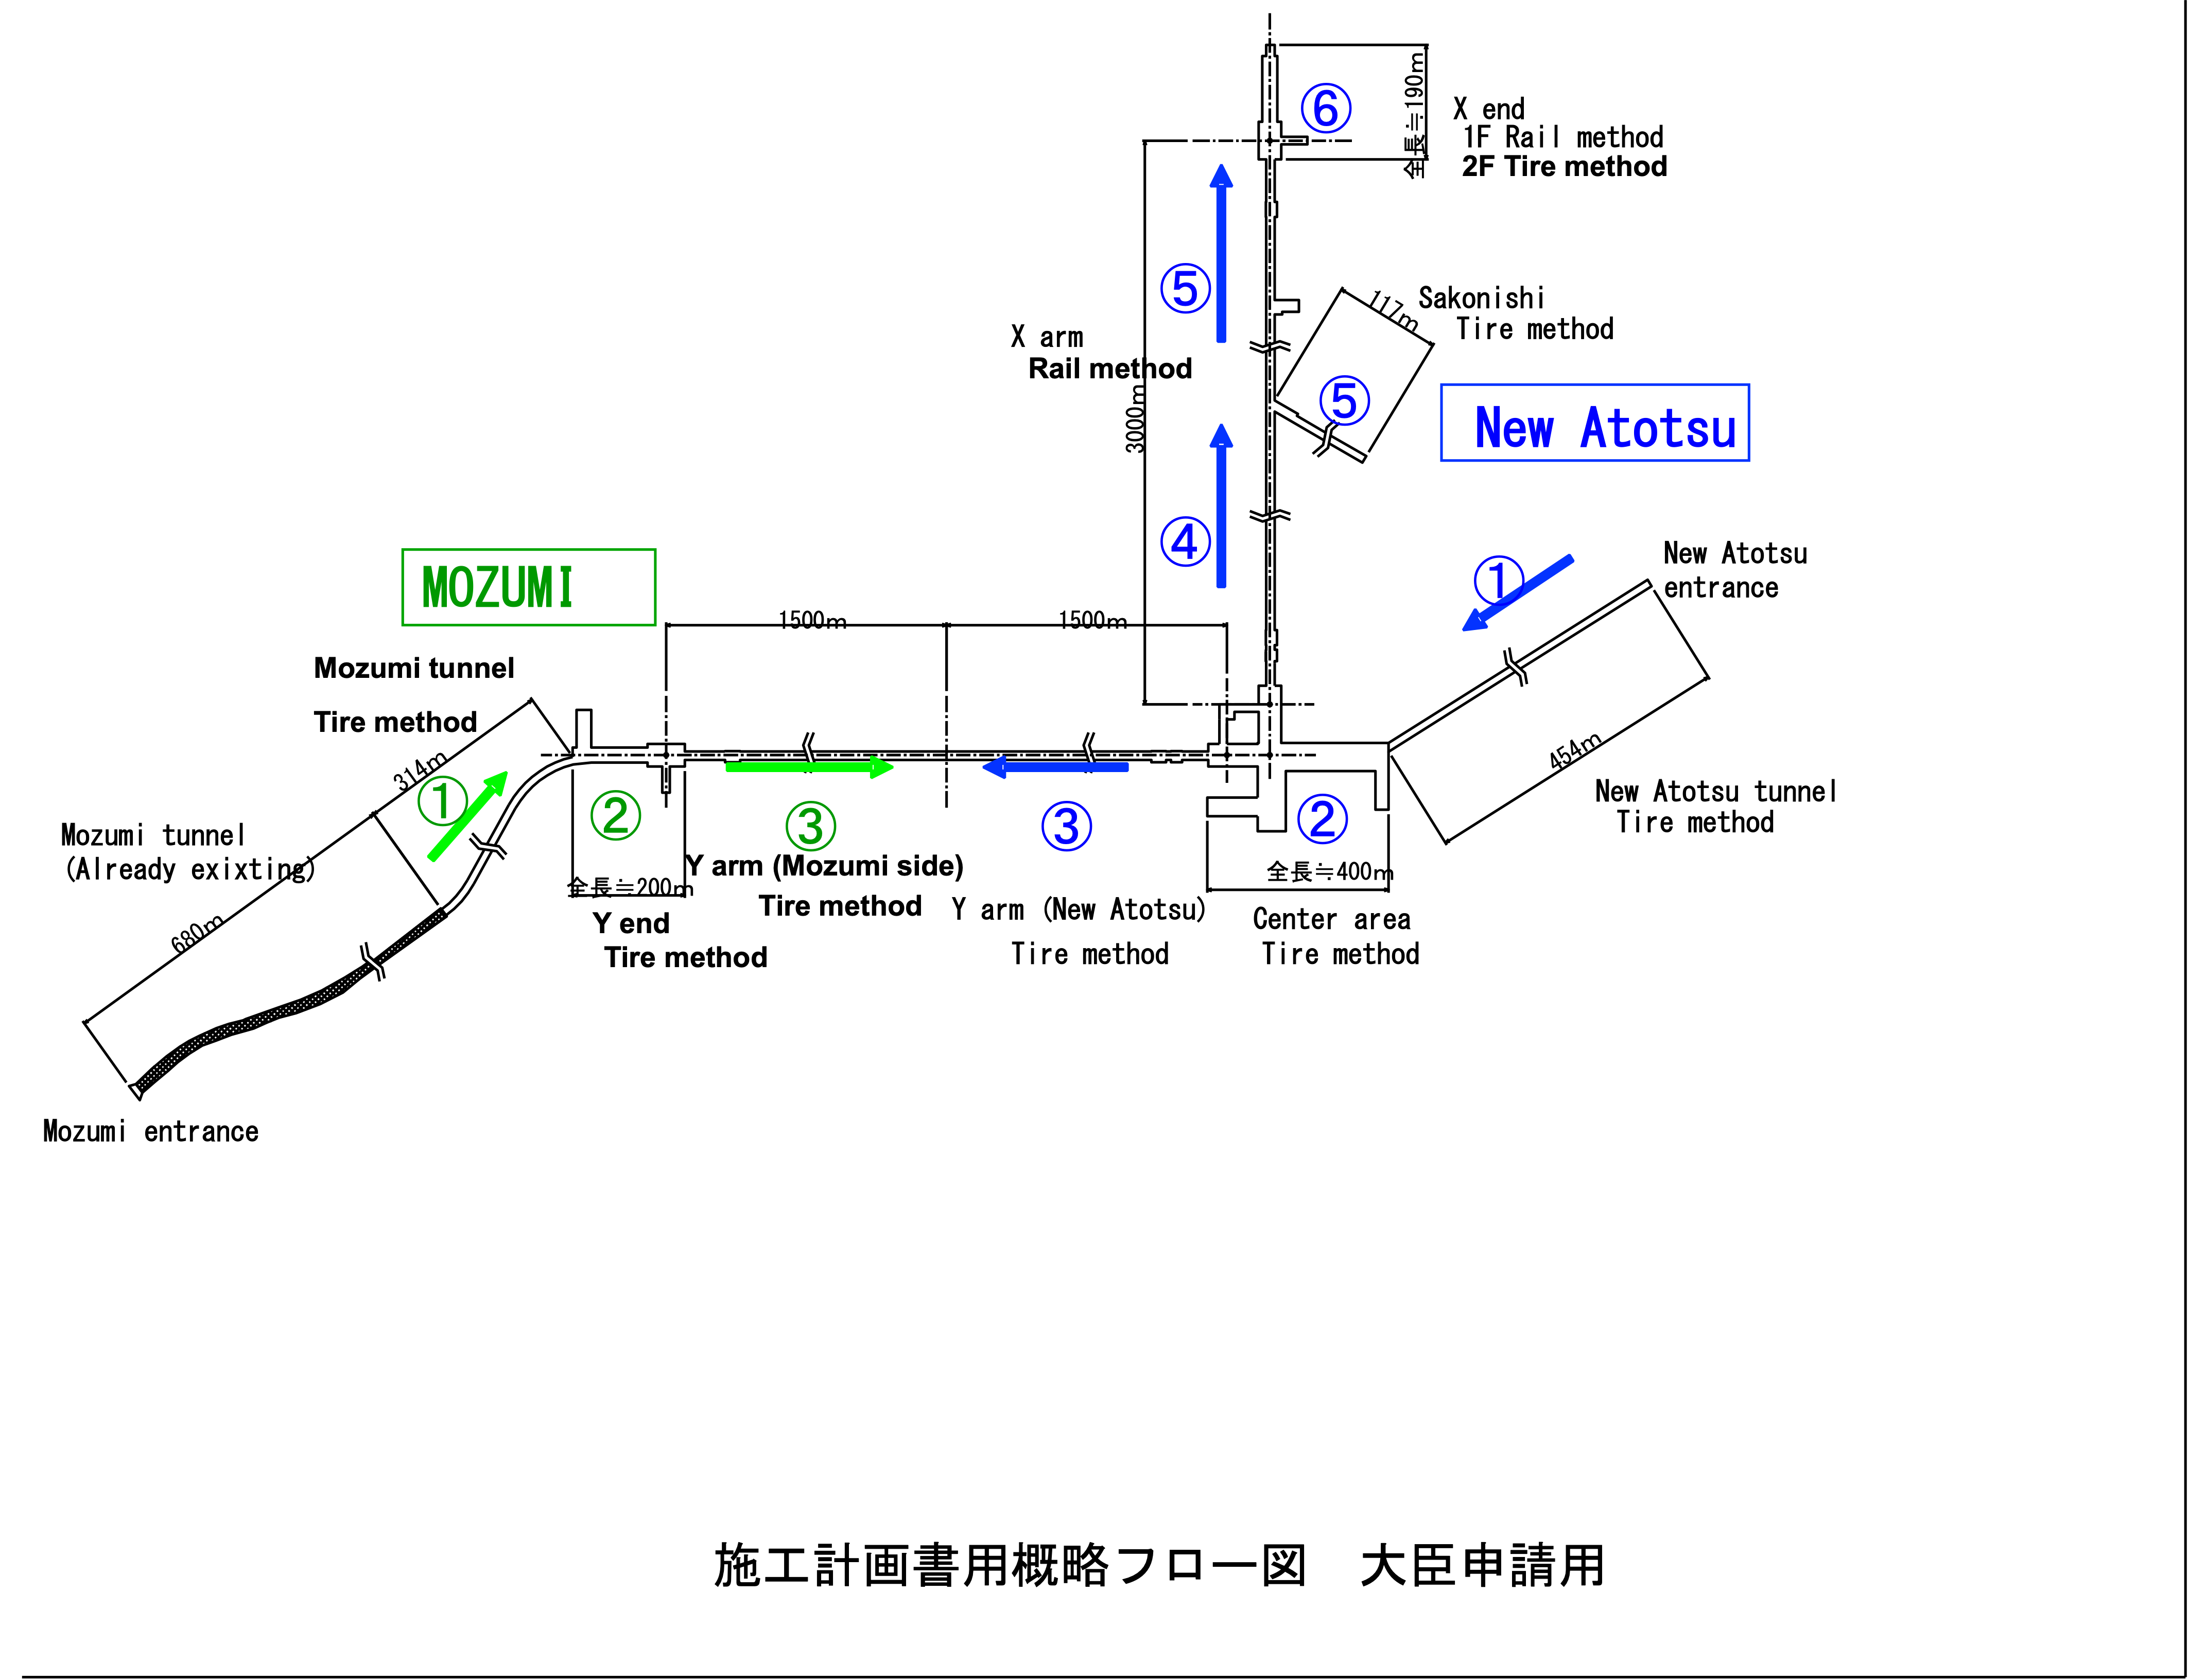 ⑥
全長≒190m
X end
1F Rail method
2F Tire method
⑤
117m
Sakonishi
Tire method
X arm
Rail method
3000m
⑤
New Atotsu
④
①
New Atotsu
entrance
MOZUMI
1500m
1500m
Mozumi tunnel
Tire method
314m
①
②
③
③
②
454m
New Atotsu tunnel
Tire method
Mozumi tunnel
(Already exixting)
680m
全長≒200m
Y end
Tire method
Y arm (Mozumi side)
Tire method
Y arm (New Atotsu)
Tire method
全長≒400m
Center area
Tire method
Mozumi entrance
施工計画書用概略フロー図　大臣申請用